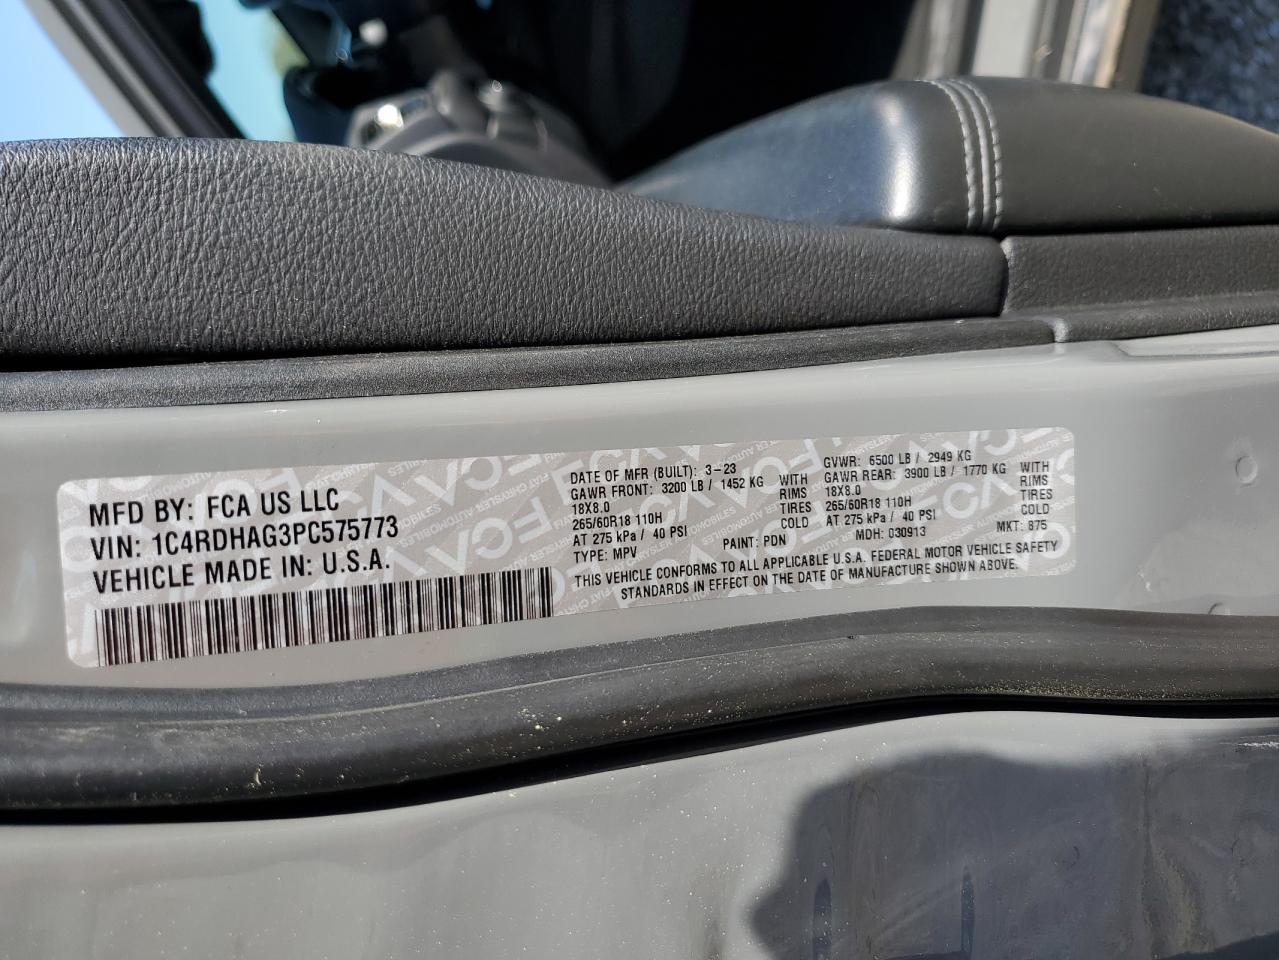 MFD BY: FCA US LLC
VIN: 1C4RDHAG3PC575773
VEHICLE MADE IN: U.S.A.
DATE OF MFR (BUILT): 3-23
GAWR FRONT: 3200 LB / 1452 KG WITH
18X8.0 RIMS
265/60R18 110H TIRES
AT 275 kPa / 40 PSI COLD
TYPE: MPV PAINT: PDN
GVWR: 6500 LB / 2949 KG
GAWR REAR: 3900 LB / 1770 KG WITH
18X8.0 RIMS
265/60R18 110H TIRES
AT 275 kPa / 40 PSI COLD
MDH: 030913 MKT: 875
THIS VEHICLE CONFORMS TO ALL APPLICABLE U.S.A. FEDERAL MOTOR VEHICLE SAFETY
STANDARDS IN EFFECT ON THE DATE OF MANUFACTURE SHOWN ABOVE.